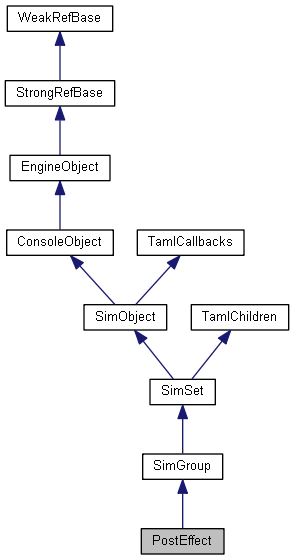 WeakRefBase
StrongRefBase
EngineObject
ConsoleObject
TamlCallbacks
SimObject
TamlChildren
SimSet
SimGroup
PostEffect